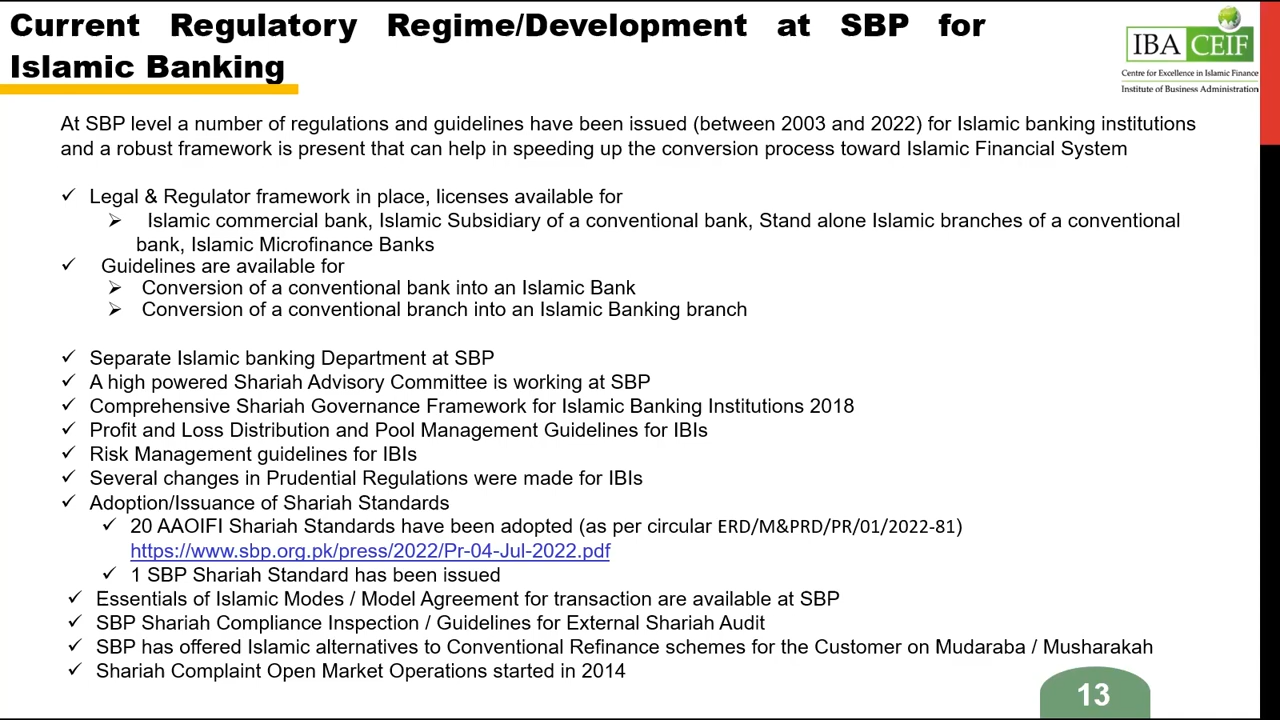 Current Regulatory Regime/Development at SBP for
Islamic Banking
IBA CEIF
Centre for Excellence in Islamic Finance
Institute of Business Administration
At SBP level a number of regulations and guidelines have been issued (between 2003 and 2022) for Islamic banking institutions
and a robust framework is present that can help in speeding up the conversion process toward Islamic Financial System
✓ Legal & Regulator framework in place, licenses available for
➢ Islamic commercial bank, Islamic Subsidiary of a conventional bank, Stand alone Islamic branches of a conventional
bank, Islamic Microfinance Banks
✓ Guidelines are available for
➢ Conversion of a conventional bank into an Islamic Bank
➢ Conversion of a conventional branch into an Islamic Banking branch
✓ Separate Islamic banking Department at SBP
✓ A high powered Shariah Advisory Committee is working at SBP
✓ Comprehensive Shariah Governance Framework for Islamic Banking Institutions 2018
✓ Profit and Loss Distribution and Pool Management Guidelines for IBIs
✓ Risk Management guidelines for IBIs
✓ Several changes in Prudential Regulations were made for IBIs
✓ Adoption/Issuance of Shariah Standards
✓ 20 AAOIFI Shariah Standards have been adopted (as per circular ERD/M&PRD/PR/01/2022-81)
https://www.sbp.org.pk/press/2022/Pr-04-Jul-2022.pdf
✓ 1 SBP Shariah Standard has been issued
✓ Essentials of Islamic Modes / Model Agreement for transaction are available at SBP
✓ SBP Shariah Compliance Inspection / Guidelines for External Shariah Audit
✓ SBP has offered Islamic alternatives to Conventional Refinance schemes for the Customer on Mudaraba / Musharakah
✓ Shariah Complaint Open Market Operations started in 2014
13